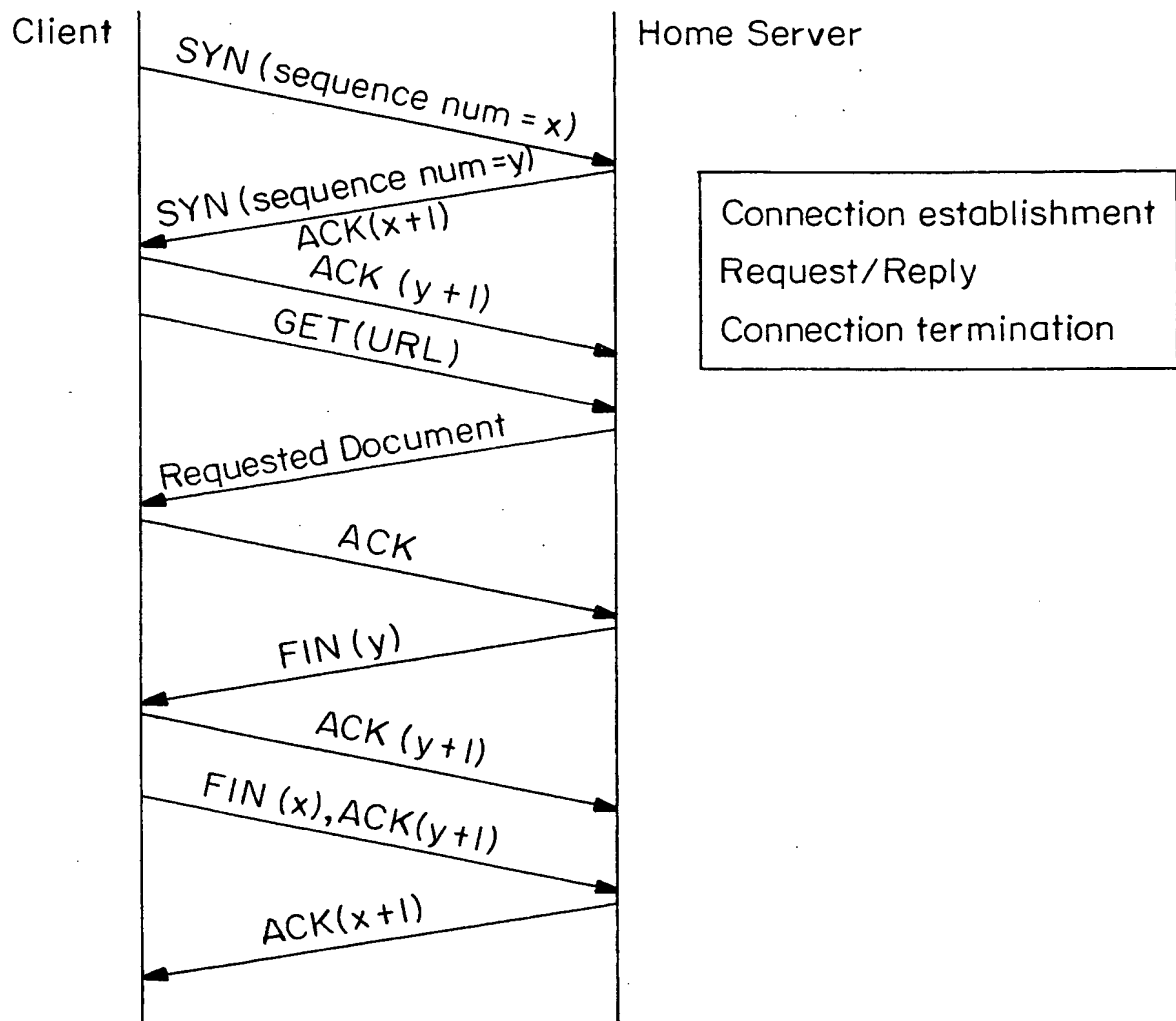 Client
Home Server
SYN (sequence num = x)
SYN (sequence num=y)
ACK(x+1)
ACK (y+1)
GET(URL)
Requested Document
ACK
FIN (y)
ACK (y+1)
FIN (x),ACK(y+1)
ACK(x+1)
Connection establishment
Request/Reply
Connection termination